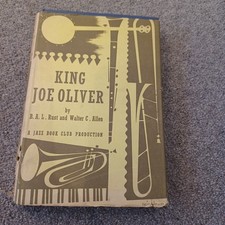 KING
JOE OLIVER
by
B. A. L. Rust and Walter C. Allen
A JAZZ BOOK CLUB PRODUCTION